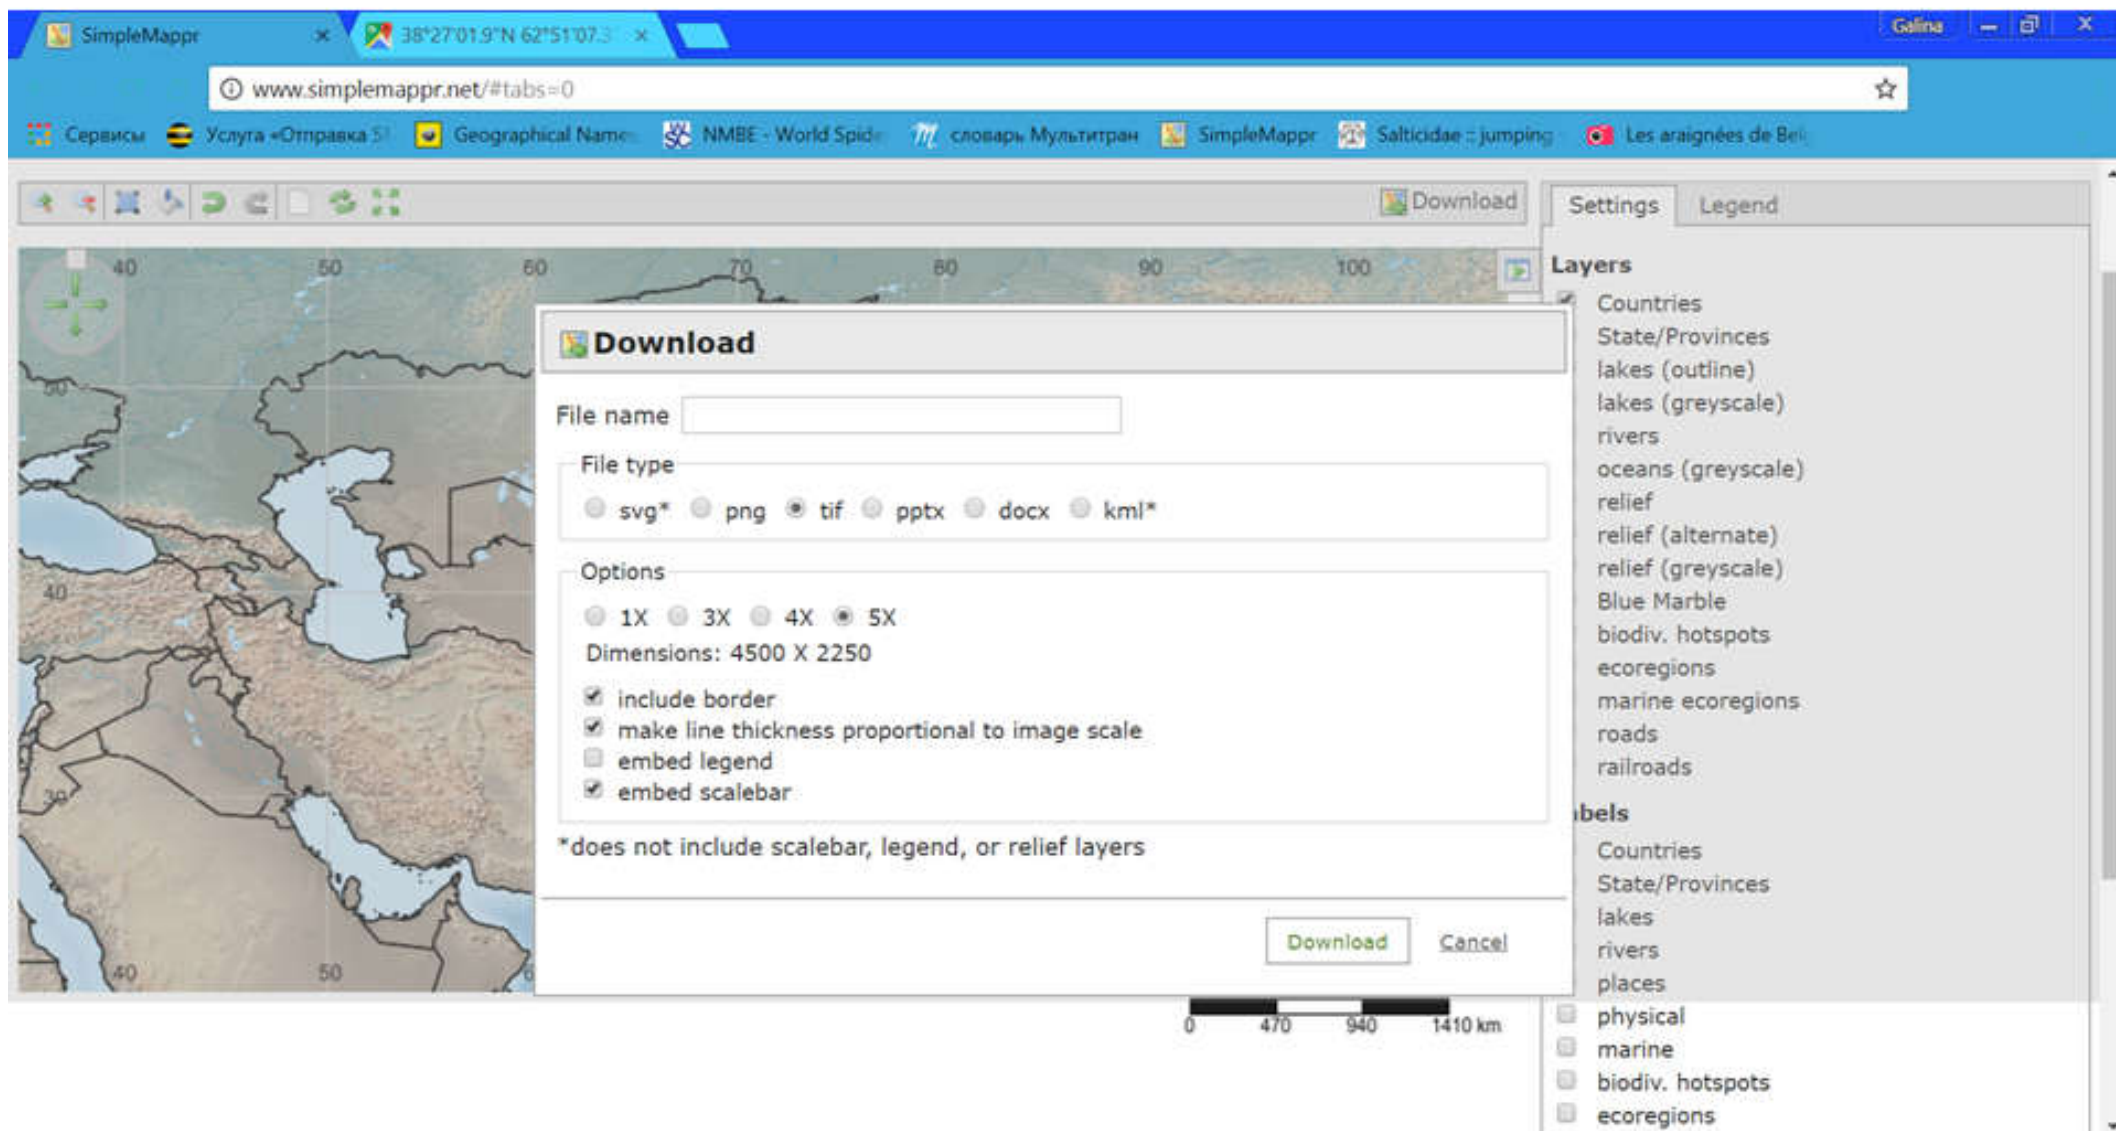 SimpleMappr
38°27'01.9"N 62°51'07.3
Galina
www.simplemappr.net/#tabs=0
Сервисы
Услуга «Отправка
Geographical Name
NMBE - World Spide
словарь Мультитран
SimpleMappr
Salticidae :: jumping
Les araignées de Bel
Download
Settings
Legend
40 50 60 70 80 90 100
50
40
30
40 50 6
Download
File name
File type
svg* png tif pptx docx kml*
Options
1X 3X 4X 5X
Dimensions: 4500 X 2250
include border
make line thickness proportional to image scale
embed legend
embed scalebar
*does not include scalebar, legend, or relief layers
Download Cancel
0 470 940 1410 km
Layers
Countries
State/Provinces
lakes (outline)
lakes (greyscale)
rivers
oceans (greyscale)
relief
relief (alternate)
relief (greyscale)
Blue Marble
biodiv. hotspots
ecoregions
marine ecoregions
roads
railroads
bels
Countries
State/Provinces
lakes
rivers
places
physical
marine
biodiv. hotspots
ecoregions